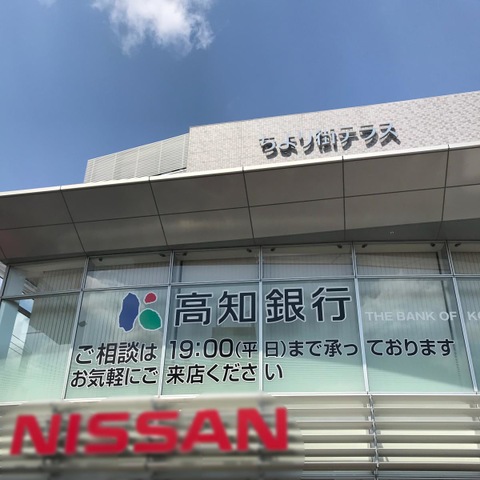 ちより街テラス
高知銀行
THE BANK OF K
ご相談は 19:00(平日)まで承っております
お気軽にご来店ください
NISSAN